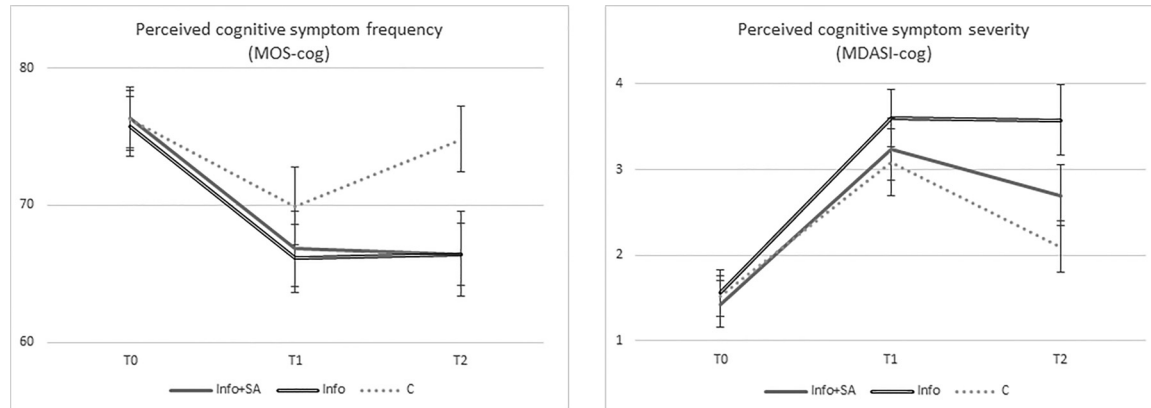 Perceived cognitive symptom frequency
(MOS-cog)
80
70
60
T0 T1 T2
Info+SA Info C
Perceived cognitive symptom severity
(MDASI-cog)
4
3
2
1
T0 T1 T2
Info+SA Info C